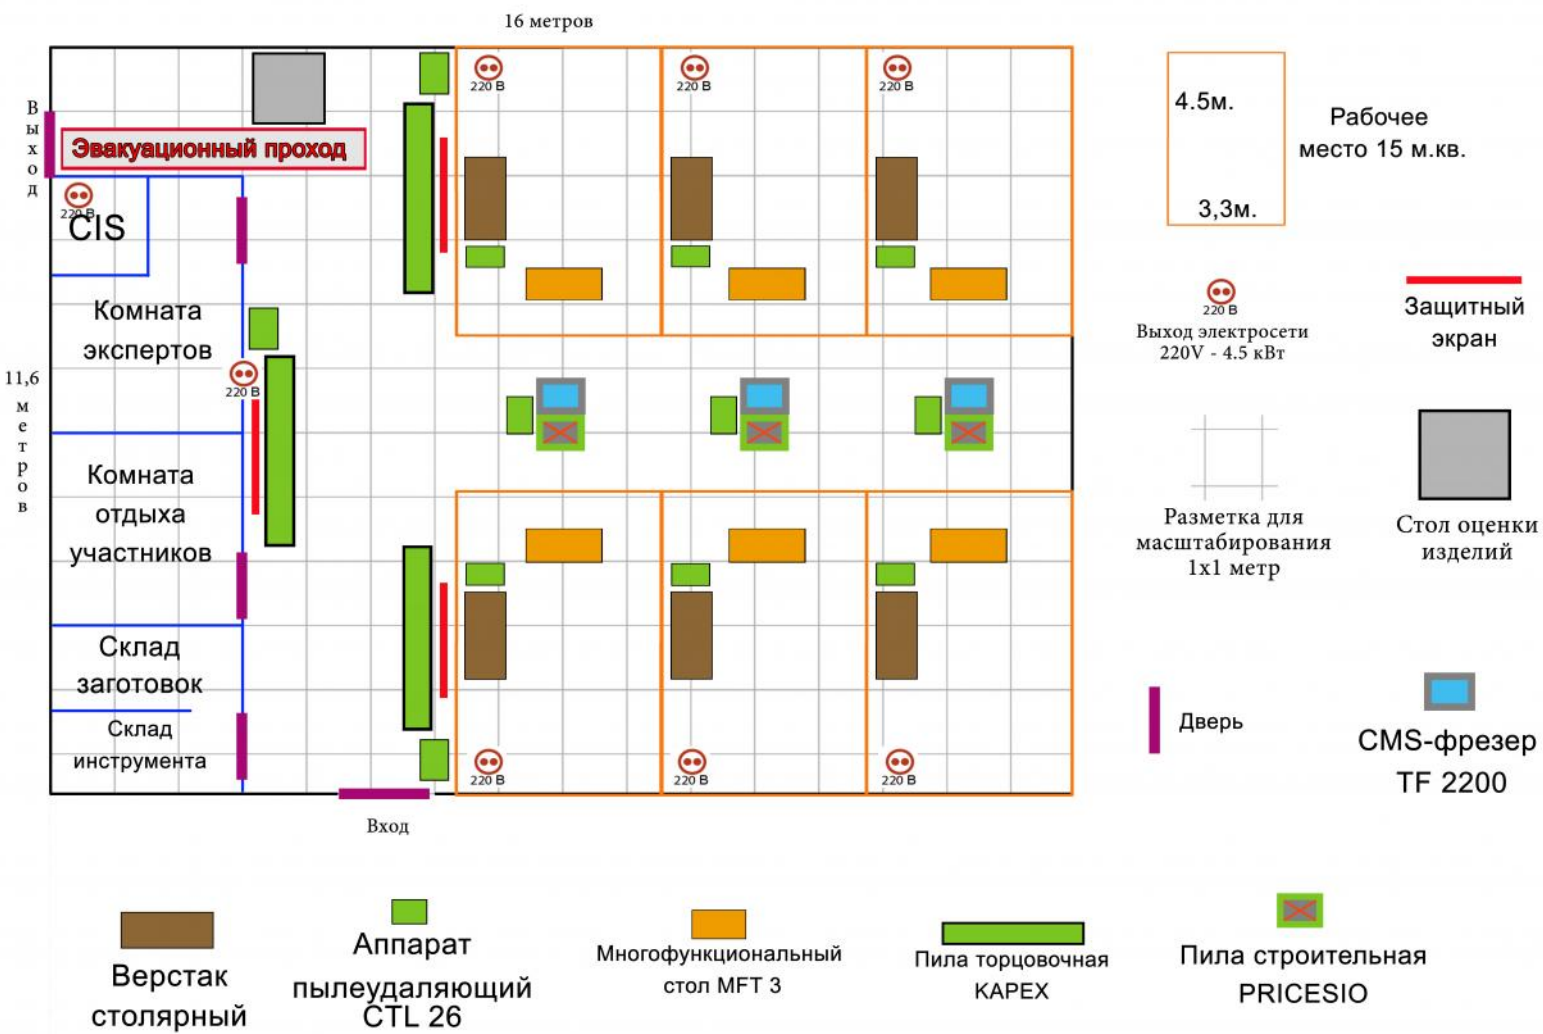 16 метров
220 В
220 В
220 В
Выход
Эвакуационный проход
220 В
CIS
Комната
экспертов
220 В
11,6
метров
Комната
отдыха
участников
Склад
заготовок
Склад
инструмента
220 В
220 В
220 В
Вход
4.5м.
3,3м.
Рабочее
место 15 м.кв.
220 В
Выход электросети
220V - 4.5 кВт
Защитный
экран
Разметка для
масштабирования
1х1 метр
Стол оценки
изделий
Дверь
CMS-фрезер
TF 2200
Верстак
столярный
Аппарат
пылеудаляющий
CTL 26
Многофункциональный
стол MFT 3
Пила торцовочная
KAPEX
Пила строительная
PRICESIO